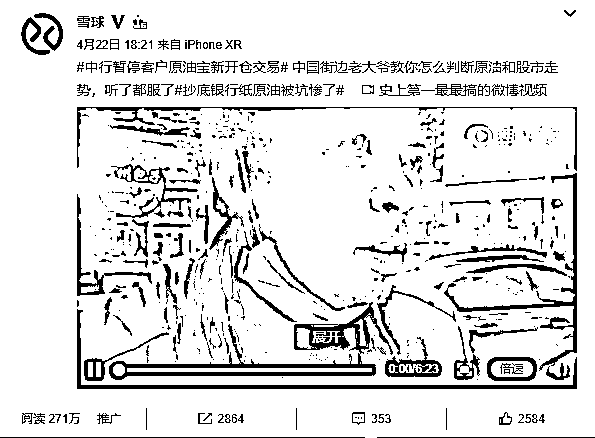 雪球 V
4月22日 18:21 来自 iPhone XR
#中行暂停客户原油宝新开仓交易# 中国街边老大爷教你怎么判断原油和股市走
势，听了都服了#抄底银行纸原油被坑惨了# 史上第一最最搞的微博视频
展开
0:00/6:23
倍速
阅读 271万 推广 2864 353 2584